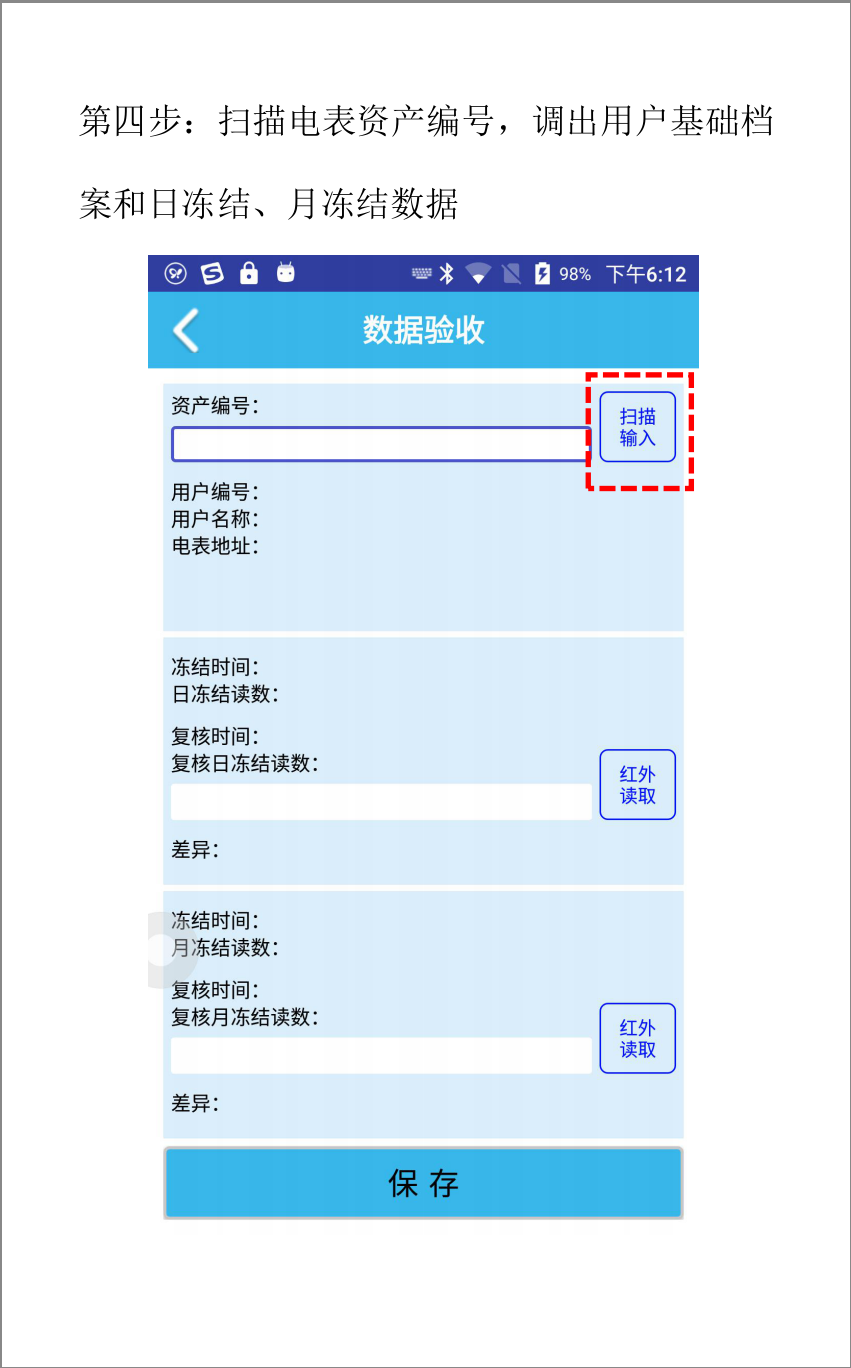 第四步：扫描电表资产编号，调出用户基础档
案和日冻结、月冻结数据
98% 下午6:12
数据验收
资产编号：
扫描
输入
用户编号：
用户名称：
电表地址：
冻结时间：
日冻结读数：
复核时间：
复核日冻结读数：
红外
读取
差异：
冻结时间：
月冻结读数：
复核时间：
复核月冻结读数：
红外
读取
差异：
保 存